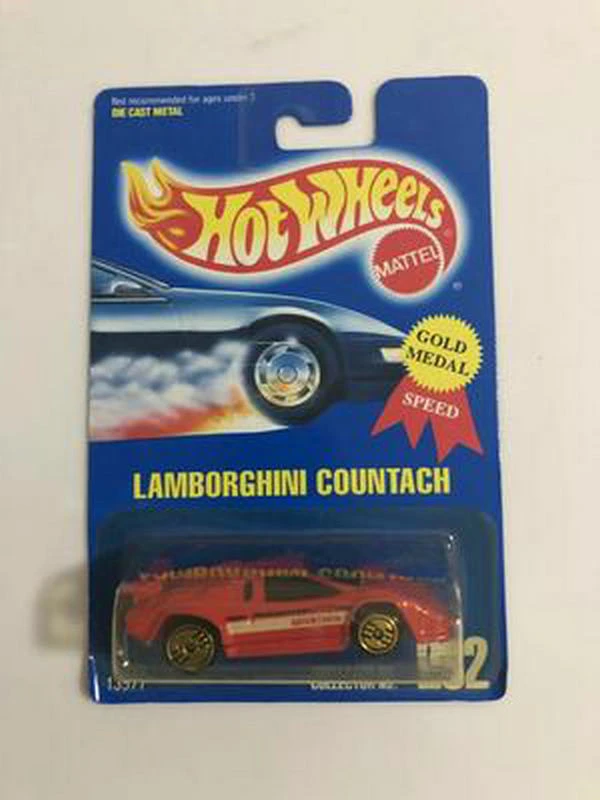 Not recommended for ages under 3
DIE CAST METAL
HOT WHEELS
MATTEL
GOLD
MEDAL
SPEED
LAMBORGHINI COUNTACH
COUNTACH
COLLECTOR NO.